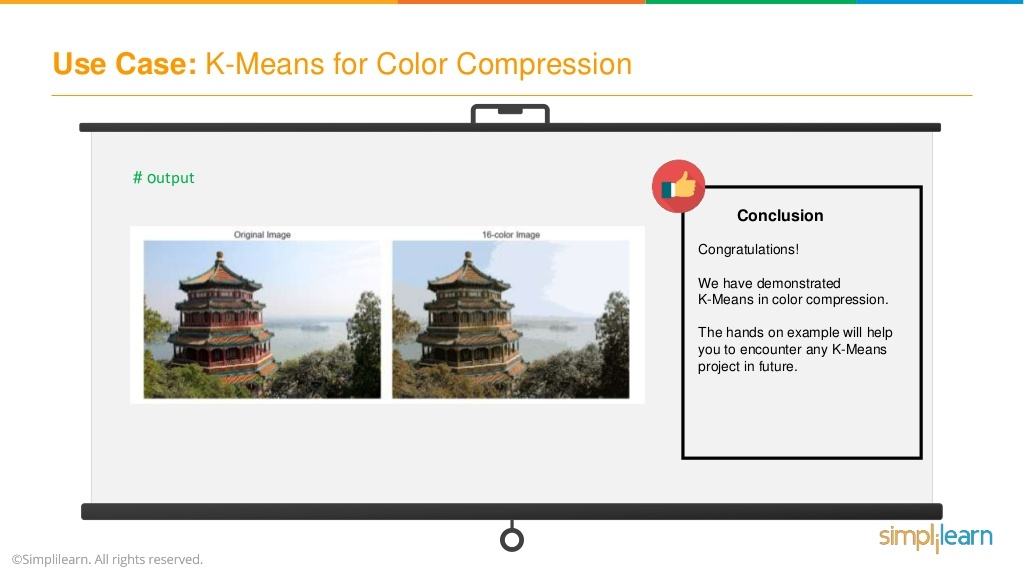 Use Case: K-Means for Color Compression
# output
Original Image
16-color Image
Conclusion
Congratulations!
We have demonstrated
K-Means in color compression.
The hands on example will help
you to encounter any K-Means
project in future.
simplilearn
©Simplilearn. All rights reserved.